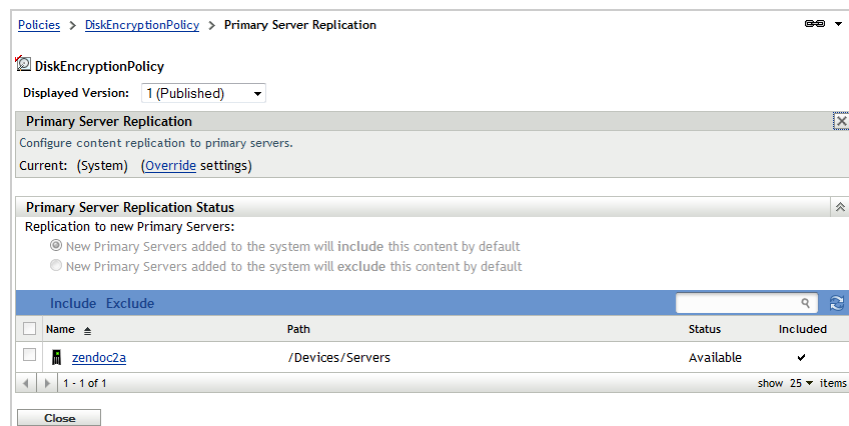 Policies > DiskEncryptionPolicy > Primary Server Replication
DiskEncryptionPolicy
Displayed Version: 1 (Published)
Primary Server Replication
Configure content replication to primary servers.
Current: (System) (Override settings)
Primary Server Replication Status
Replication to new Primary Servers:
New Primary Servers added to the system will include this content by default
New Primary Servers added to the system will exclude this content by default
Include Exclude
Name Path Status Included
zendoc2a /Devices/Servers Available
1 - 1 of 1 show 25 items
Close